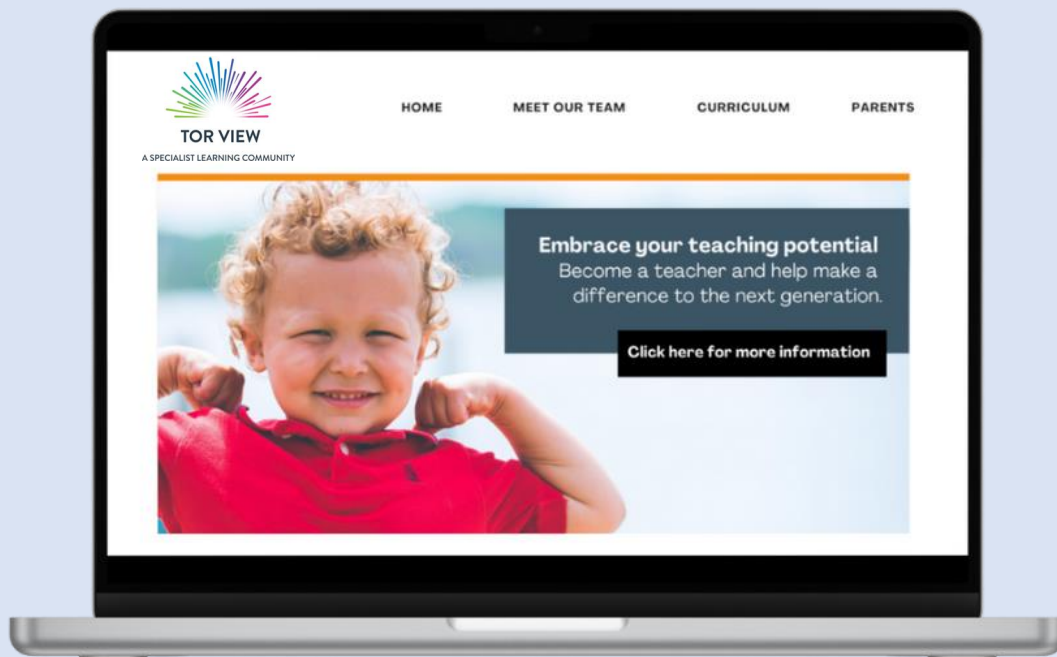 TOR VIEW
A SPECIALIST LEARNING COMMUNITY
HOME MEET OUR TEAM CURRICULUM PARENTS
Embrace your teaching potential
Become a teacher and help make a
difference to the next generation.
Click here for more information